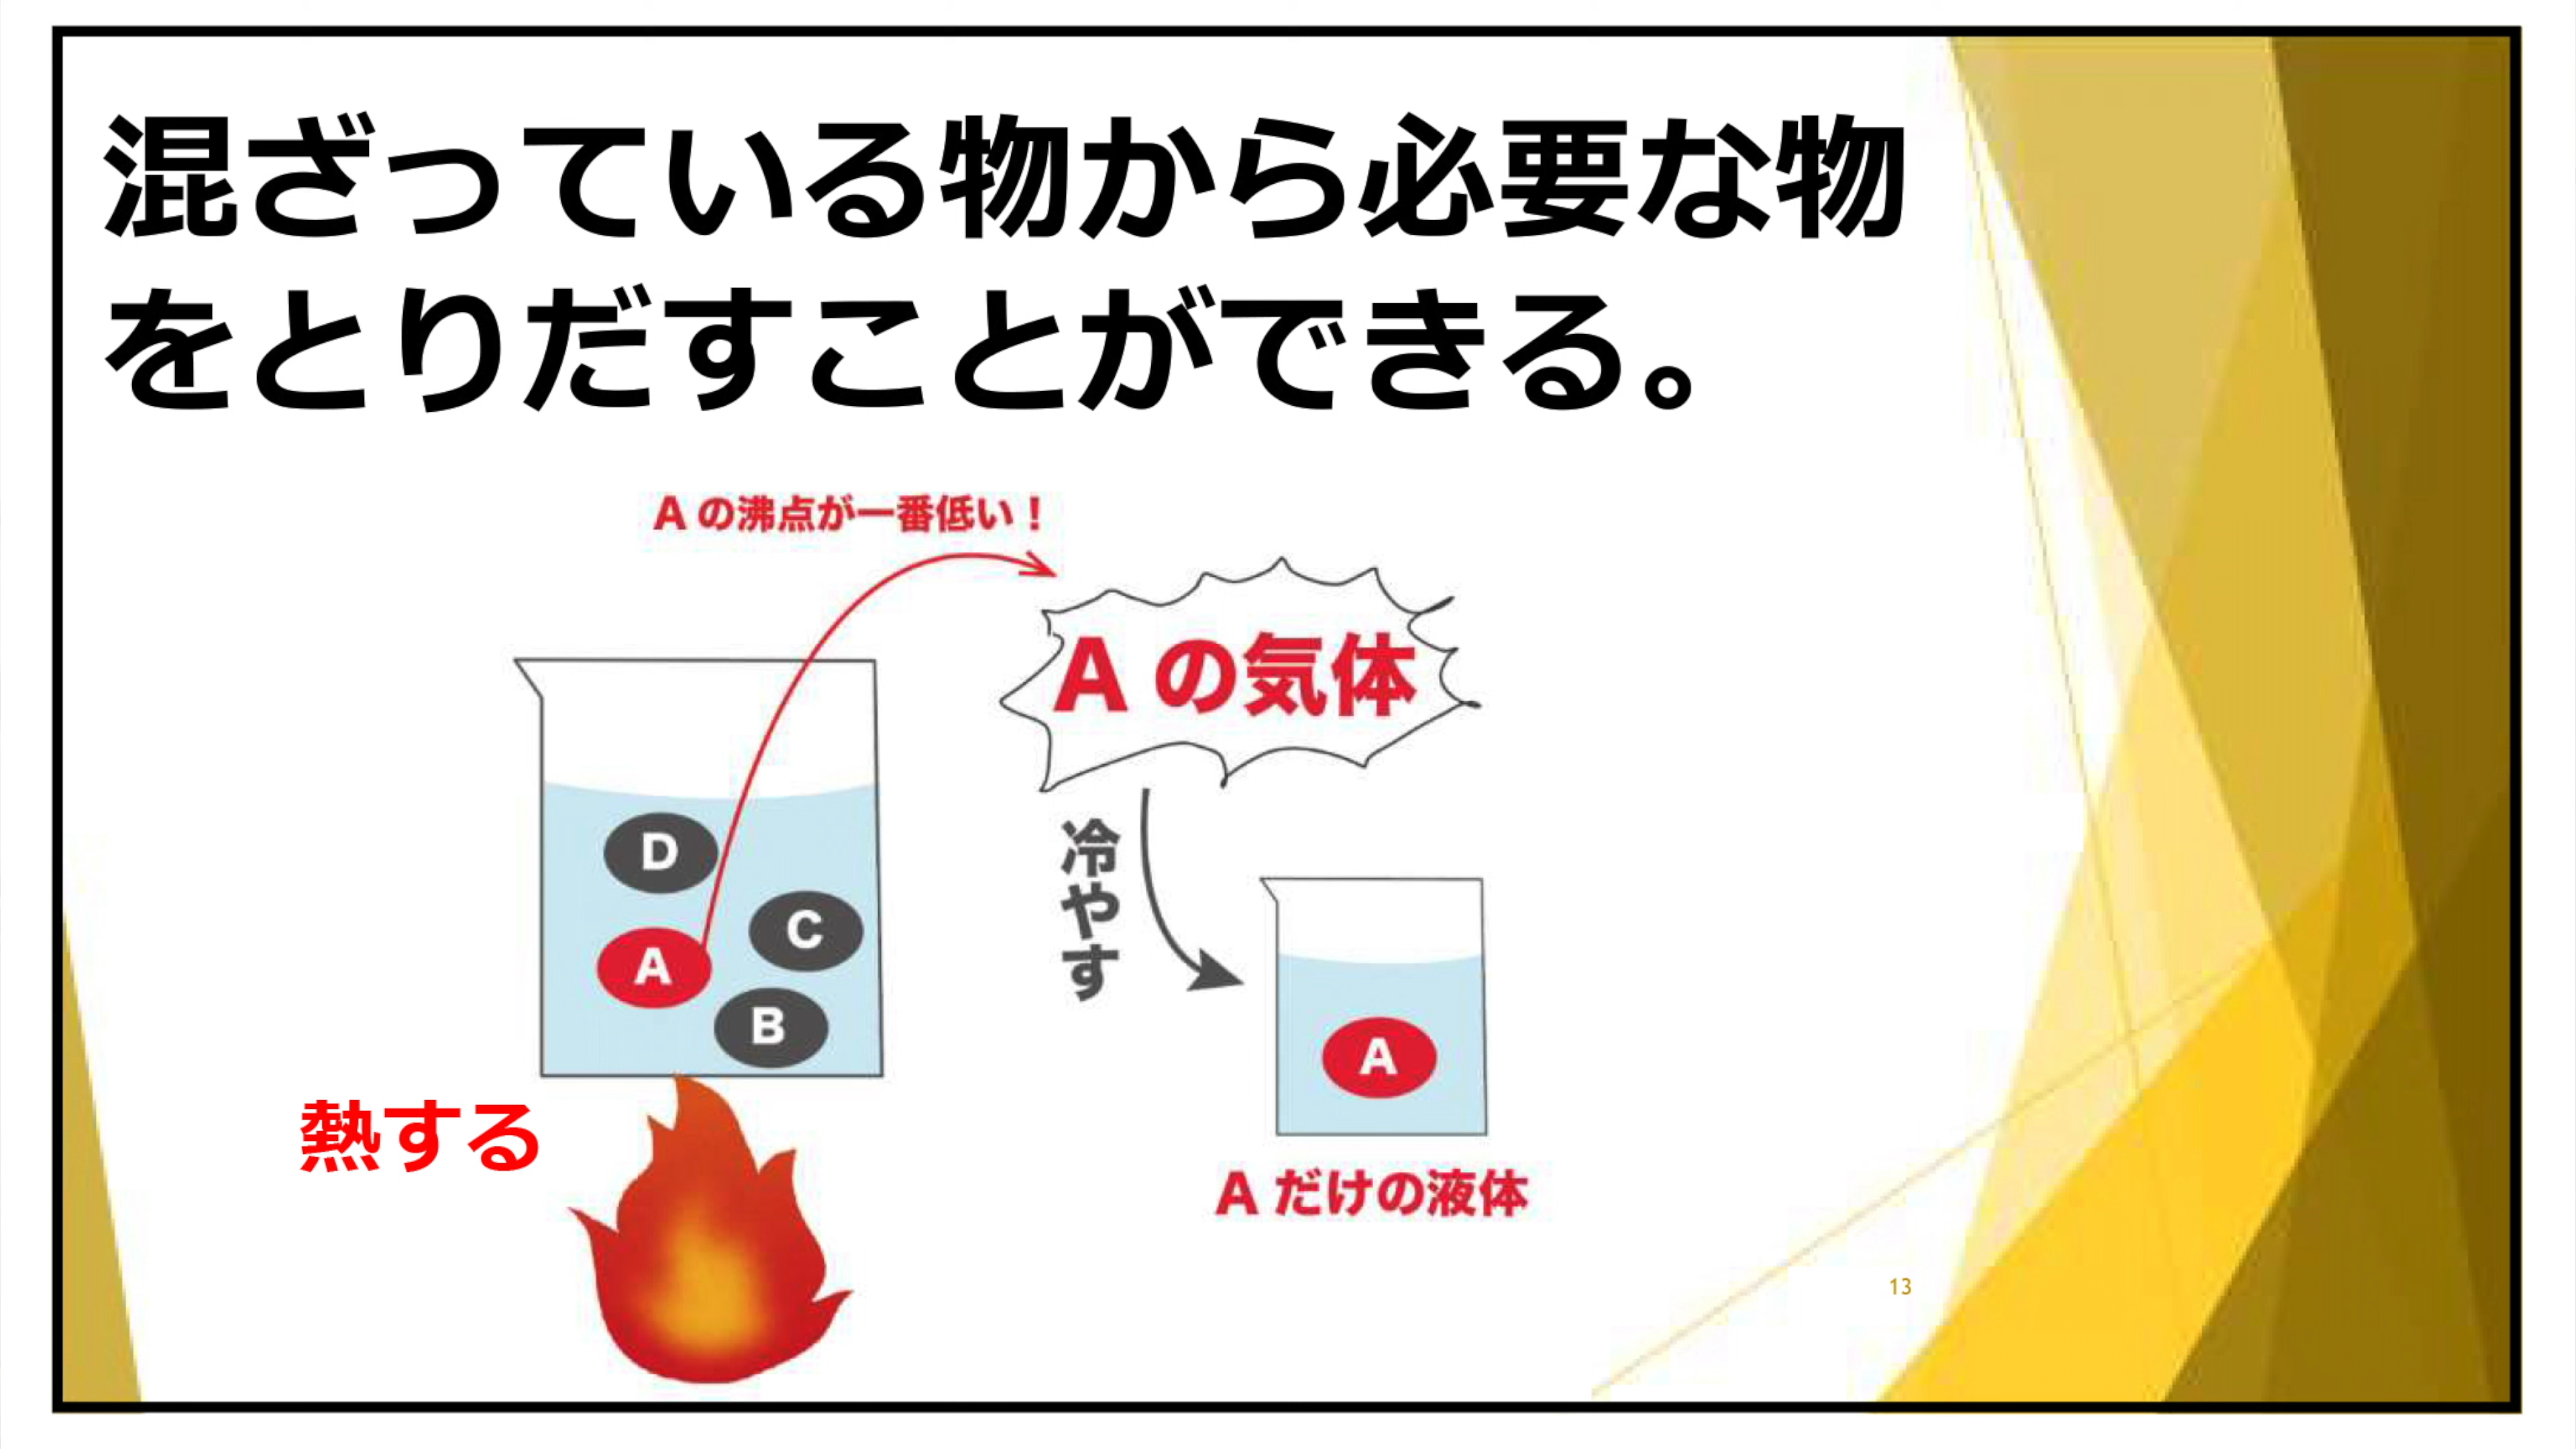 混ざっている物から必要な物
をとりだすことができる。
Aの沸点が一番低い！
Aの気体
D
C
A
B
冷やす
A
熱する
Aだけの液体
13